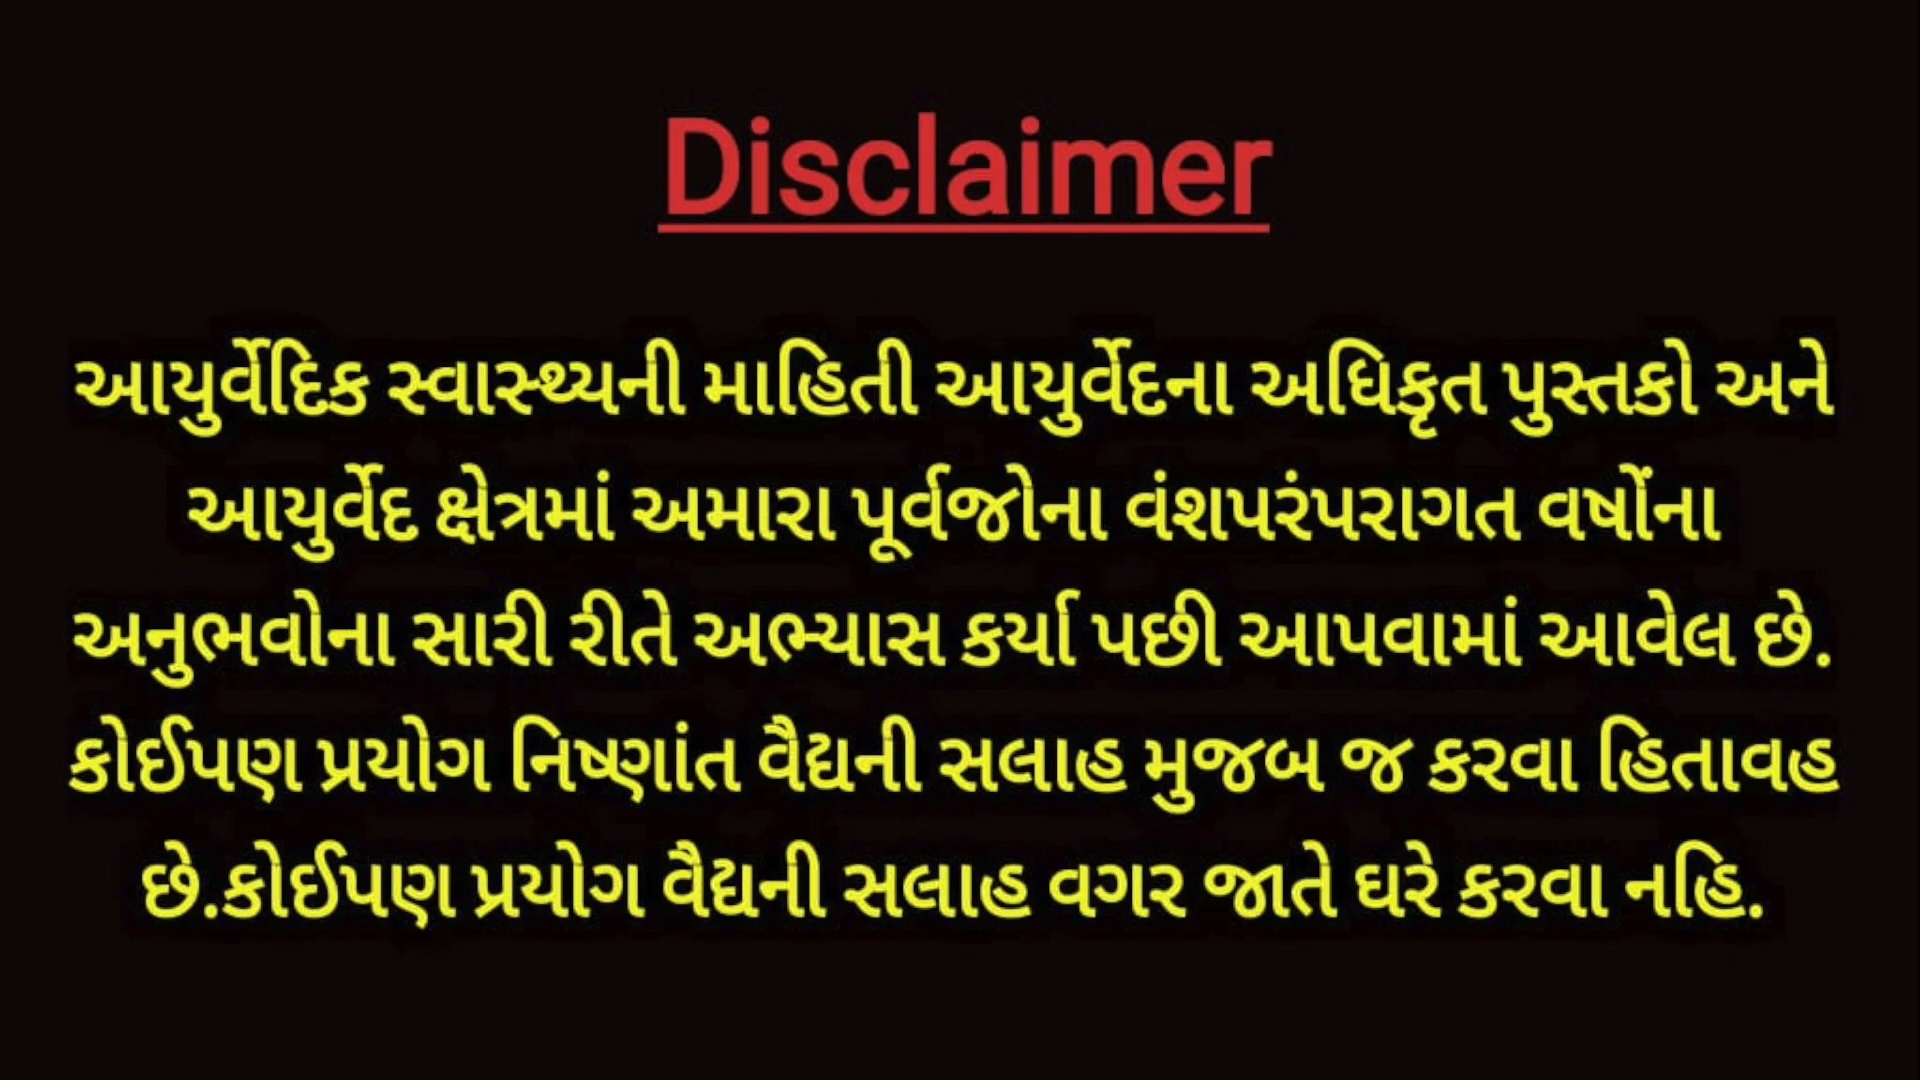 Disclaimer
આયુર્વેદિક સ્વાસ્થ્યની માહિતી આયુર્વેદના અધિકૃત પુસ્તકો અને
આયુર્વેદ ક્ષેત્રમાં અમારા પૂર્વજોના વંશપરંપરાગત વર્ષોંના
અનુભવોના સારી રીતે અભ્યાસ કર્યા પછી આપવામાં આવેલ છે.
કોઈપણ પ્રયોગ નિષ્ણાંત વૈદ્યની સલાહ મુજબ જ કરવા હિતાવહ
છે.કોઈપણ પ્રયોગ વૈદ્યની સલાહ વગર જાતે ઘરે કરવા નહિ.